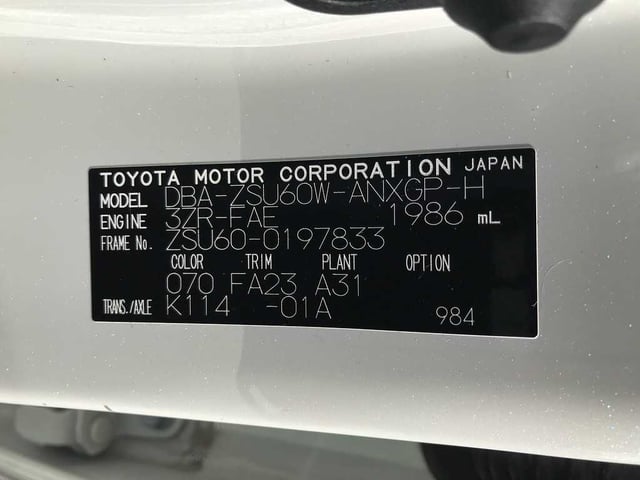 TOYOTA MOTOR CORPORATION JAPAN
MODEL DBA-ZSU60W-ANXGP-H
ENGINE 3ZR-FAE 1986 mL
FRAME No. ZSU60-0197833
COLOR TRIM PLANT OPTION
070 FA23 A31
TRANS./AXLE K114 -01A
984